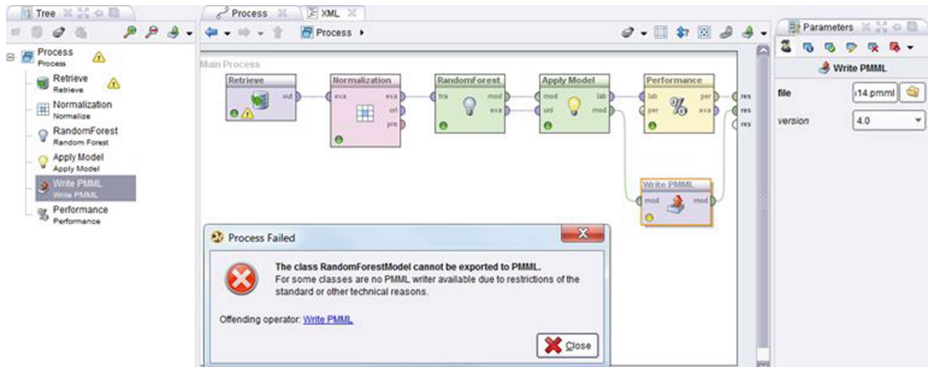 Tree
Process
XML
Process
Parameters
Process
Process
Retrieve
Retrieve
Normalization
Normalize
RandomForest
Random Forest
Apply Model
Apply Model
Write PMML
Write PMML
Performance
Performance
Main Process
Retrieve
out
Normalization
exa
exa
ori
pre
RandomForest
tra
mod
exa
Apply Model
mod
lab
unl
mod
Performance
lab
per
per
exa
res
res
res
Write PMML
mod
mod
Write PMML
file
14.pmml
version
4.0
Process Failed
The class RandomForestModel cannot be exported to PMML.
For some classes are no PMML writer available due to restrictions of the
standard or other technical reasons.
Offending operator: Write PMML
Close